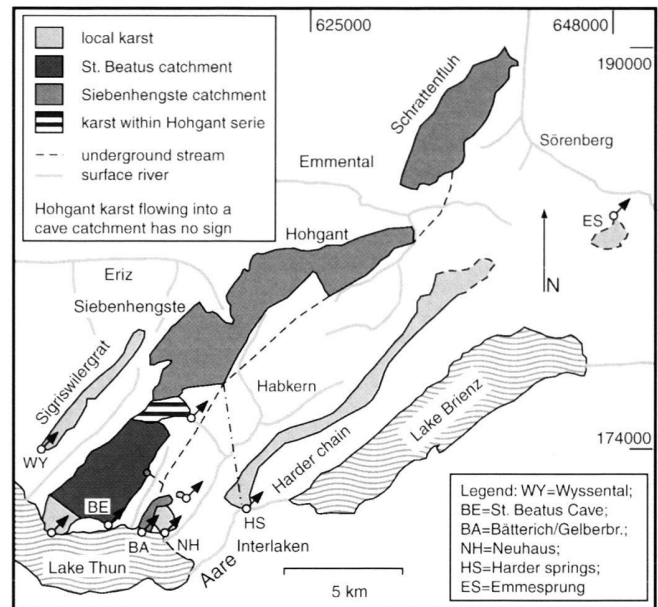 625000
648000
190000
local karst
St. Beatus catchment
Siebenhengste catchment
karst within Hohgant serie
underground stream
surface river
Hohgant karst flowing into a
cave catchment has no sign
Schrattenfluh
Sörenberg
Emmental
ES
Hohgant
N
Eriz
Siebenhengste
Sigriswilergrat
Habkern
Lake Brienz
Harder chain
174000
WY
BE
BA
NH
HS
Interlaken
Lake Thun
Aare
5 km
Legend: WY=Wyssental;
BE=St. Beatus Cave;
BA=Bätterich/Gelberbr.;
NH=Neuhaus;
HS=Harder springs;
ES=Emmesprung